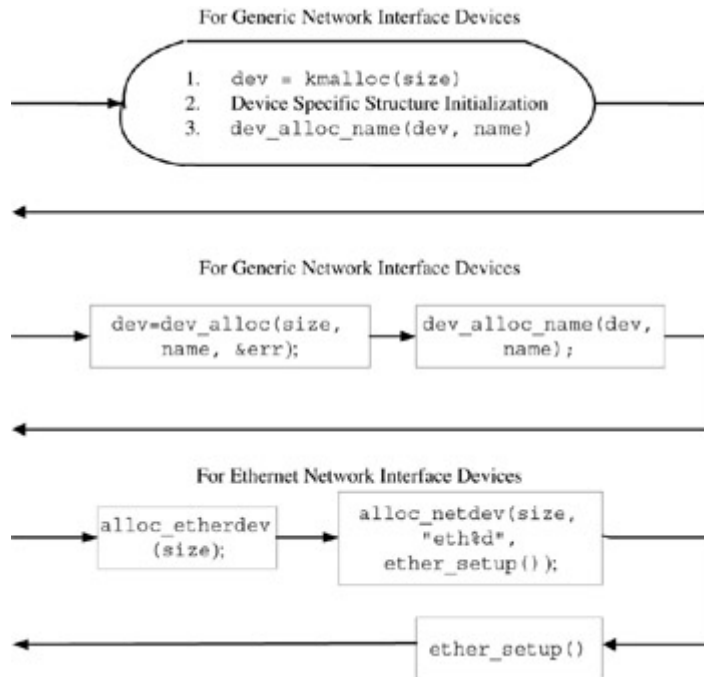 For Generic Network Interface Devices
1. dev = kmalloc(size)
2. Device Specific Structure Initialization
3. dev_alloc_name(dev, name)
For Generic Network Interface Devices
dev=dev_alloc(size,
name, &err);
dev_alloc_name(dev,
name);
For Ethernet Network Interface Devices
alloc_etherdev
(size);
alloc_netdev(size,
"eth%d",
ether_setup());
ether_setup()